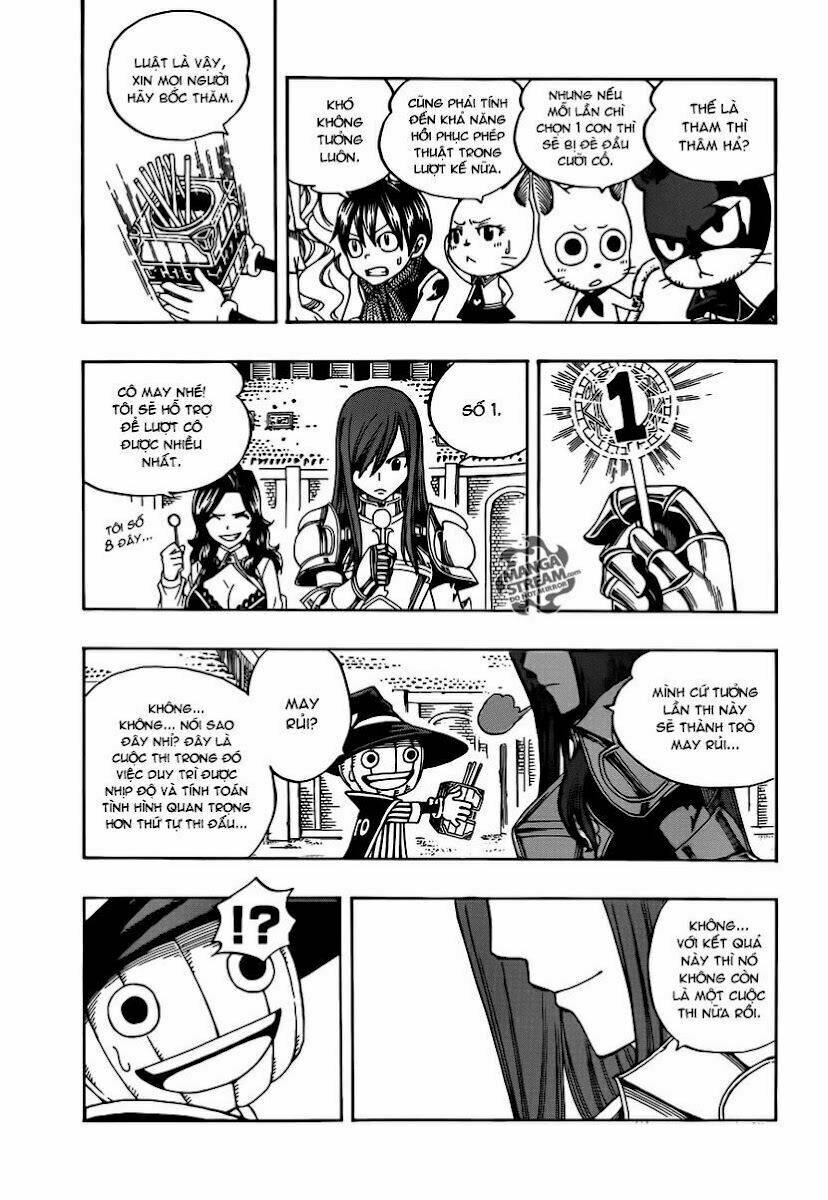 THẾ LÀ
THAM THÌ
THÂM HẢ?
NHƯNG NẾU
MỖI LẦN CHỈ
CHỌN 1 CON THÌ
SẼ BỊ ĐÈ ĐẦU
CƯỠI CỔ.
CŨNG PHẢI TÍNH
ĐẾN KHẢ NĂNG
HỒI PHỤC PHÉP
THUẬT TRONG
LƯỢT KẾ NỮA.
KHÓ
KHÔNG
TƯỞNG
LUÔN.
LUẬT LÀ VẬY,
XIN MỌI NGƯỜI
HÃY BỐC THĂM.
1
SỐ 1.
CÔ MAY NHÉ!
TÔI SẼ HỖ TRỢ
ĐỂ LƯỢT CÔ
ĐƯỢC NHIỀU
NHẤT.
TÔI SỐ
8 ĐÂY...
MANGA
STREAM.com
DO NOT MIRROR
MÌNH CỨ TƯỞNG
LẦN THI NÀY
SẼ THÀNH TRÒ
MAY RỦI...
MAY
RỦI?
KHÔNG...
KHÔNG... NÓI SAO
ĐÂY NHỈ? ĐÂY LÀ
CUỘC THI TRONG ĐÓ
VIỆC DUY TRÌ ĐƯỢC
NHỊP ĐỘ VÀ TÍNH TOÁN
TÌNH HÌNH QUAN TRỌNG
HƠN THỨ TỰ THI ĐẤU...
TO
KHÔNG...
VỚI KẾT QUẢ
NÀY THÌ NÓ
KHÔNG CÒN
LÀ MỘT CUỘC
THI NỮA RỒI.
!?